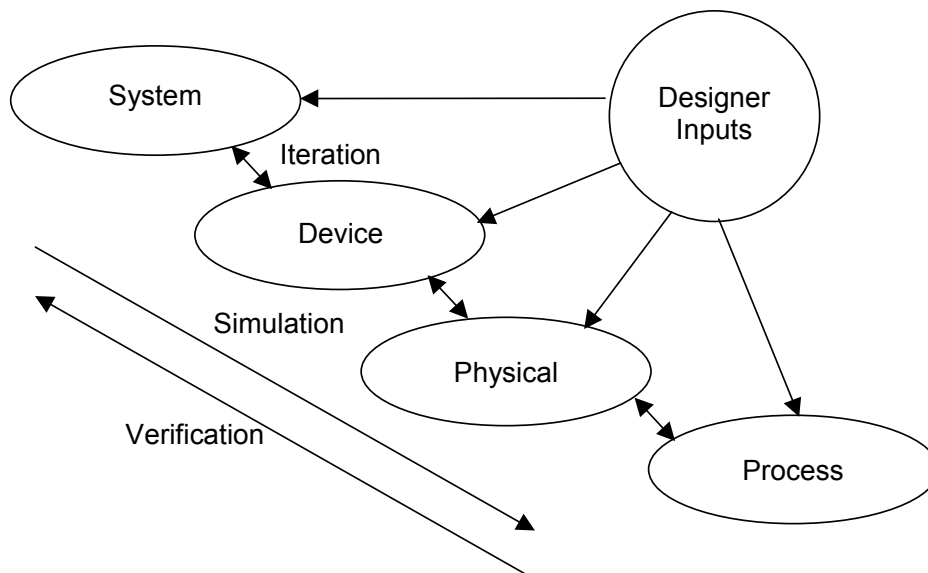 System
Designer
Inputs
Iteration
Device
Simulation
Physical
Verification
Process